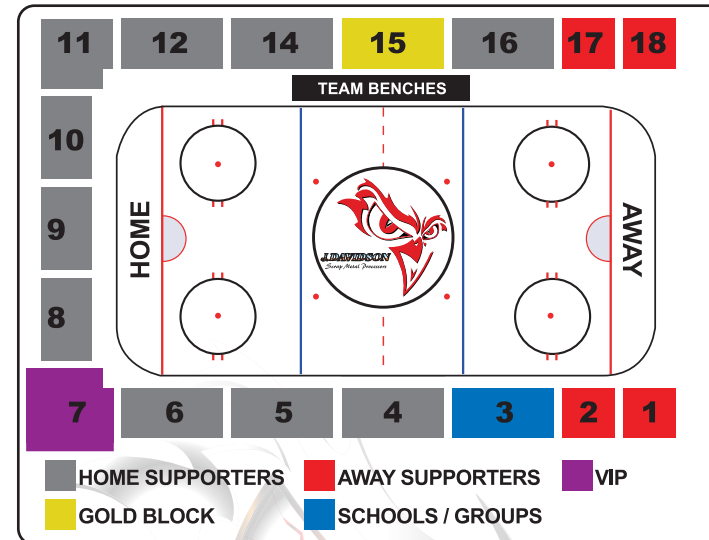 11 12 14 15 16 17 18
TEAM BENCHES
10
9
8
HOME
J.DAVIDSON
Scrap Metal Processors
AWAY
7 6 5 4 3 2 1
HOME SUPPORTERS AWAY SUPPORTERS VIP
GOLD BLOCK SCHOOLS / GROUPS